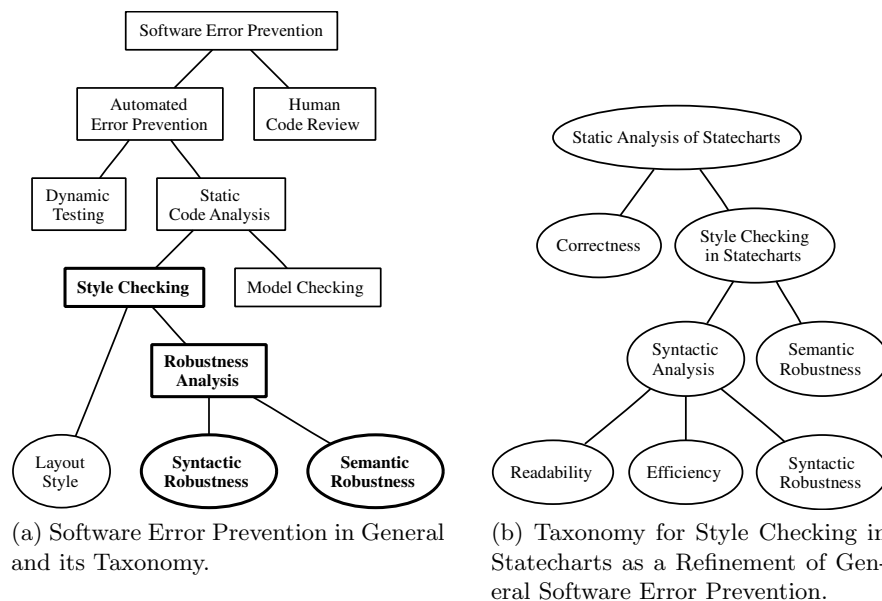 Software Error Prevention
Automated
Error Prevention
Human
Code Review
Dynamic
Testing
Static
Code Analysis
Style Checking
Model Checking
Robustness
Analysis
Layout
Style
Syntactic
Robustness
Semantic
Robustness
(a) Software Error Prevention in General
and its Taxonomy.
Static Analysis of Statecharts
Correctness
Style Checking
in Statecharts
Syntactic
Analysis
Semantic
Robustness
Readability
Efficiency
Syntactic
Robustness
(b) Taxonomy for Style Checking in
Statecharts as a Refinement of Gen-
eral Software Error Prevention.